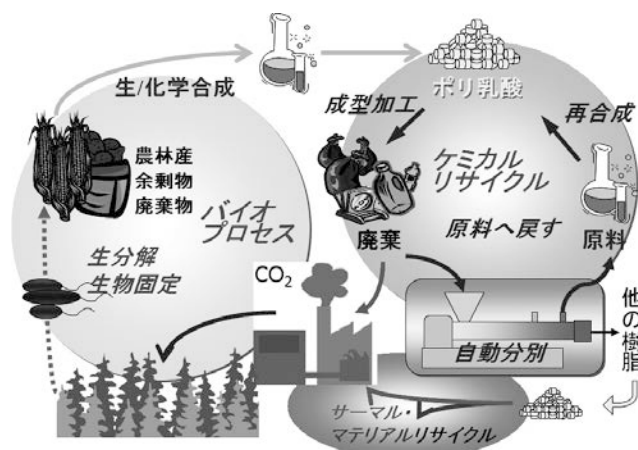 生/化学合成
ポリ乳酸
成型加工
再合成
農林産
余剰物
廃棄物
ケミカル
リサイクル
バイオ
プロセス
廃棄
原料へ戻す
原料
生分解
生物固定
CO2
自動分別
他の樹脂
サーマル・
マテリアルリサイクル